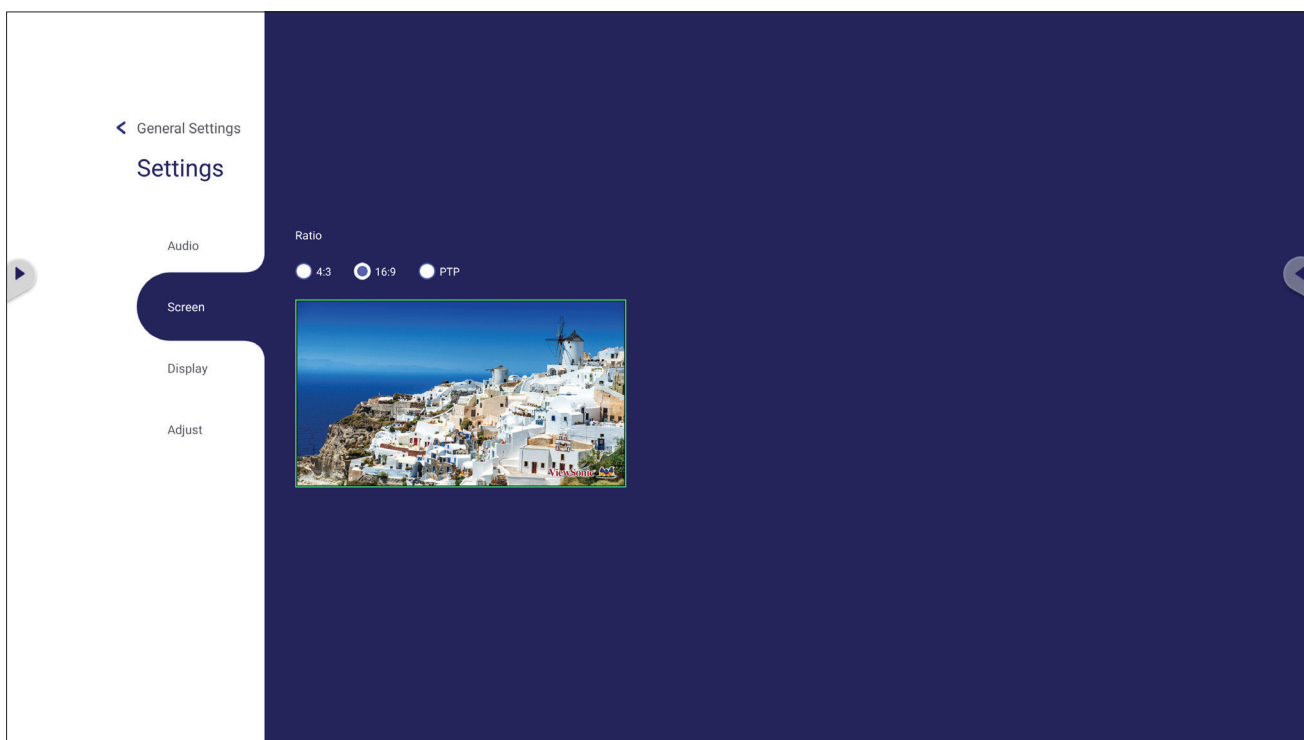 General Settings
Settings
Audio
Screen
Display
Adjust
Ratio
4:3 16:9 PTP
ViewSonic